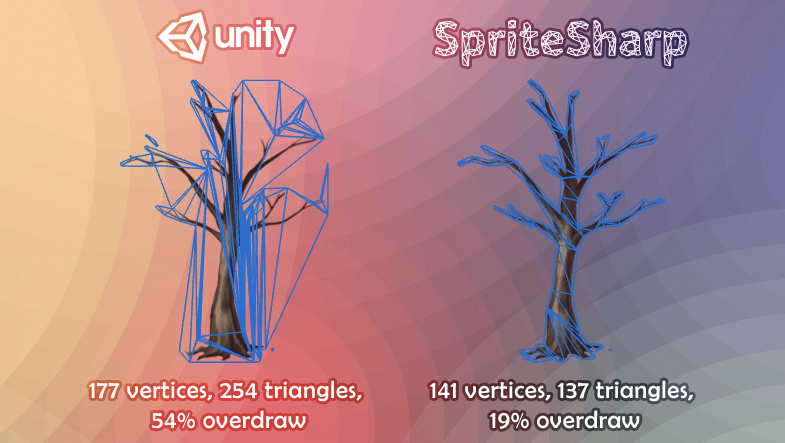 unity
SpriteSharp
177 vertices, 254 triangles,
54% overdraw
141 vertices, 137 triangles,
19% overdraw